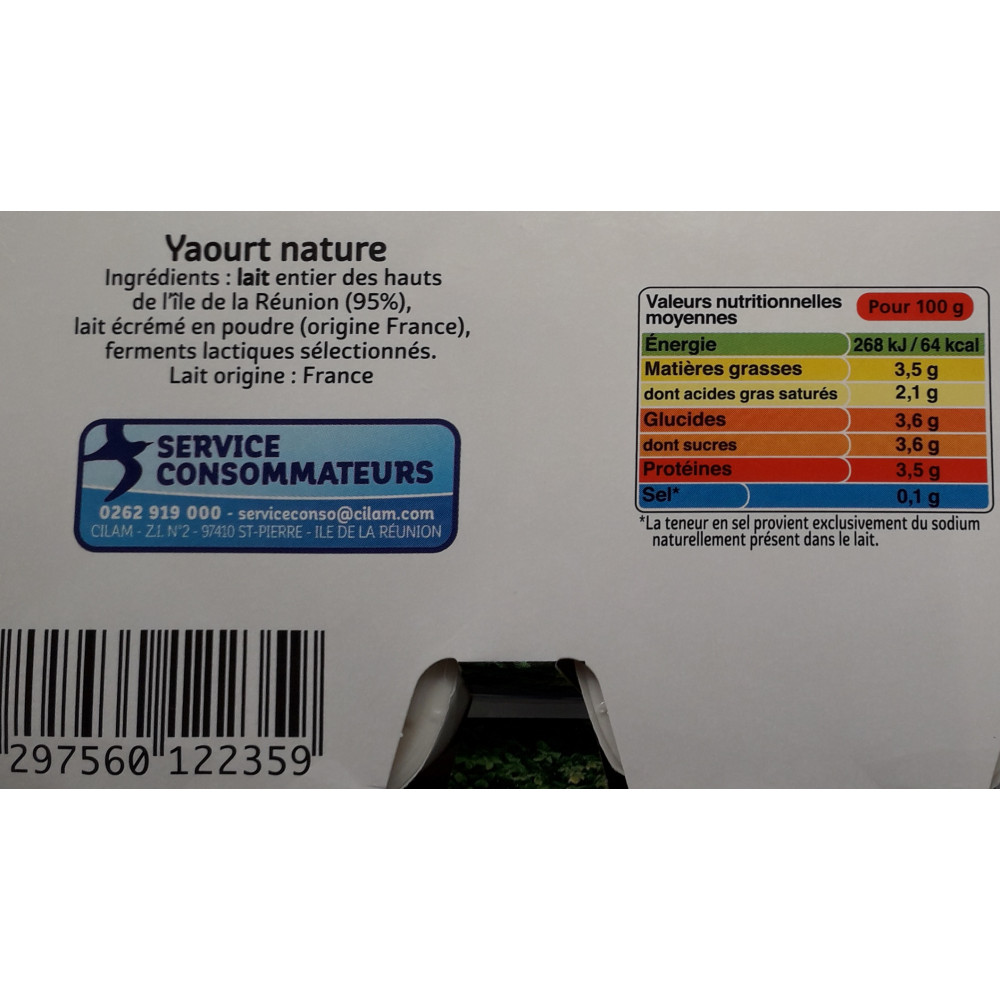 Yaourt nature
Ingrédients : lait entier des hauts
de l'île de la Réunion (95%),
lait écrémé en poudre (origine France),
ferments lactiques sélectionnés.
Lait origine : France
SERVICE
CONSOMMATEURS
0262 919 000 - serviceconso@cilam.com
CILAM - Z.I. N°2 - 97410 ST-PIERRE - ILE DE LA RÉUNION
297560 122359
Valeurs nutritionnelles
moyennes
Pour 100 g
Énergie 268 kJ / 64 kcal
Matières grasses 3,5 g
dont acides gras saturés 2,1 g
Glucides 3,6 g
dont sucres 3,6 g
Protéines 3,5 g
Sel* 0,1 g
*La teneur en sel provient exclusivement du sodium
naturellement présent dans le lait.